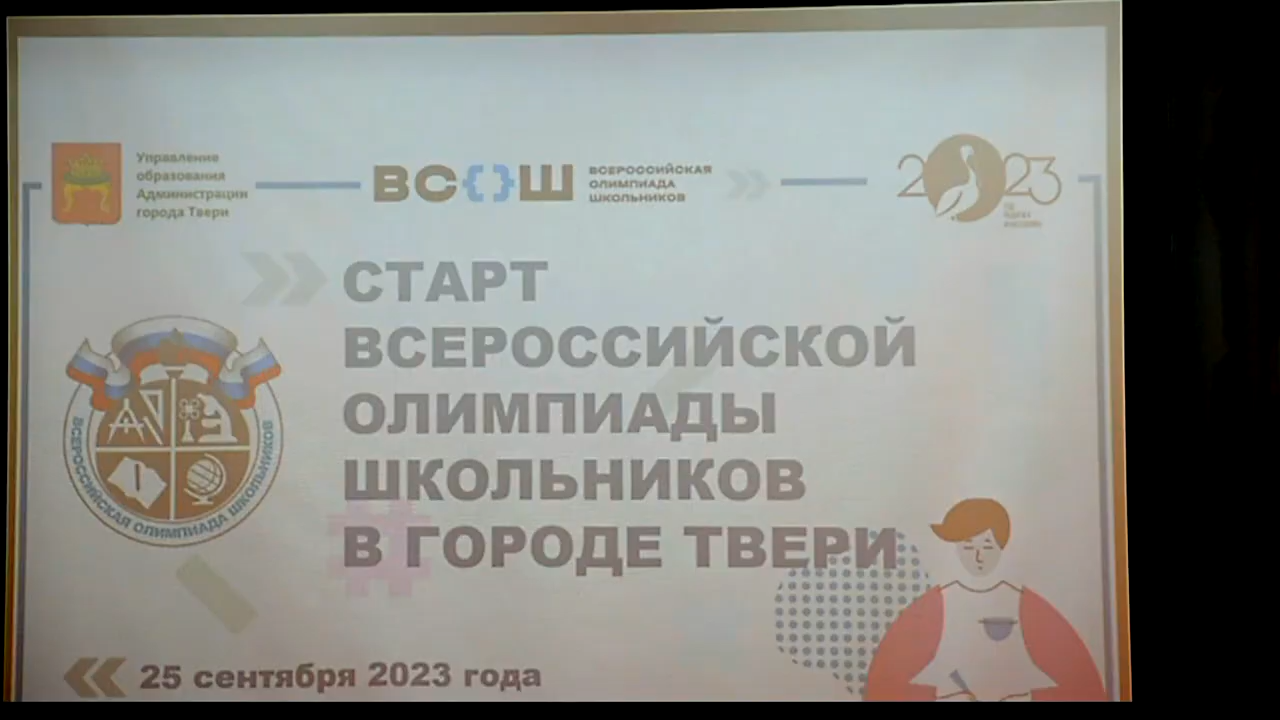 Управление
образования
Администрации
города Твери
ВС{}Ш
ВСЕРОССИЙСКАЯ
ОЛИМПИАДА
ШКОЛЬНИКОВ
2023
СТАРТ
ВСЕРОССИЙСКОЙ
ОЛИМПИАДЫ
ШКОЛЬНИКОВ
В ГОРОДЕ ТВЕРИ
ВСЕРОССИЙСКАЯ ОЛИМПИАДА ШКОЛЬНИКОВ
25 сентября 2023 года